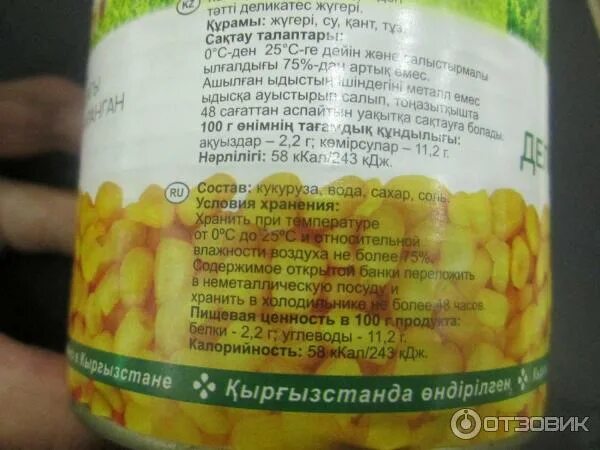 KZ
тәтті деликатес жүгері.
Құрамы: жүгері, су, қант, тұз.
Сақтау талаптары:
0°С-ден 25°С-ге дейін және салыстырмалы
ылғалдығы 75%-дан артық емес.
Ашылған ыдыстың ішіндегіні металл емес
ыдысқа ауыстырып салып, тоңазытқышта
48 сағаттан аспайтын уақытқа сақтауға болады.
100 г өнімнің тағамдық құндылығы:
ақуыздар – 2,2 г; көмірсулар – 11,2 г.
Нәрлілігі: 58 кКал/243 кДж.
RU
Состав: кукуруза, вода, сахар, соль.
Условия хранения:
Хранить при температуре
от 0ºС до 25ºС и относительной
влажности воздуха не более 75%.
Содержимое открытой банки переложить
в неметаллическую посуду и
хранить в холодильнике не более 48 часов.
Пищевая ценность в 100 г продукта:
белки - 2,2 г; углеводы - 11,2 г.
Калорийность: 58 кКал/243 кДж.
в Кыргызстане
Қырғызстанда өндірілген
ОТЗОВИК